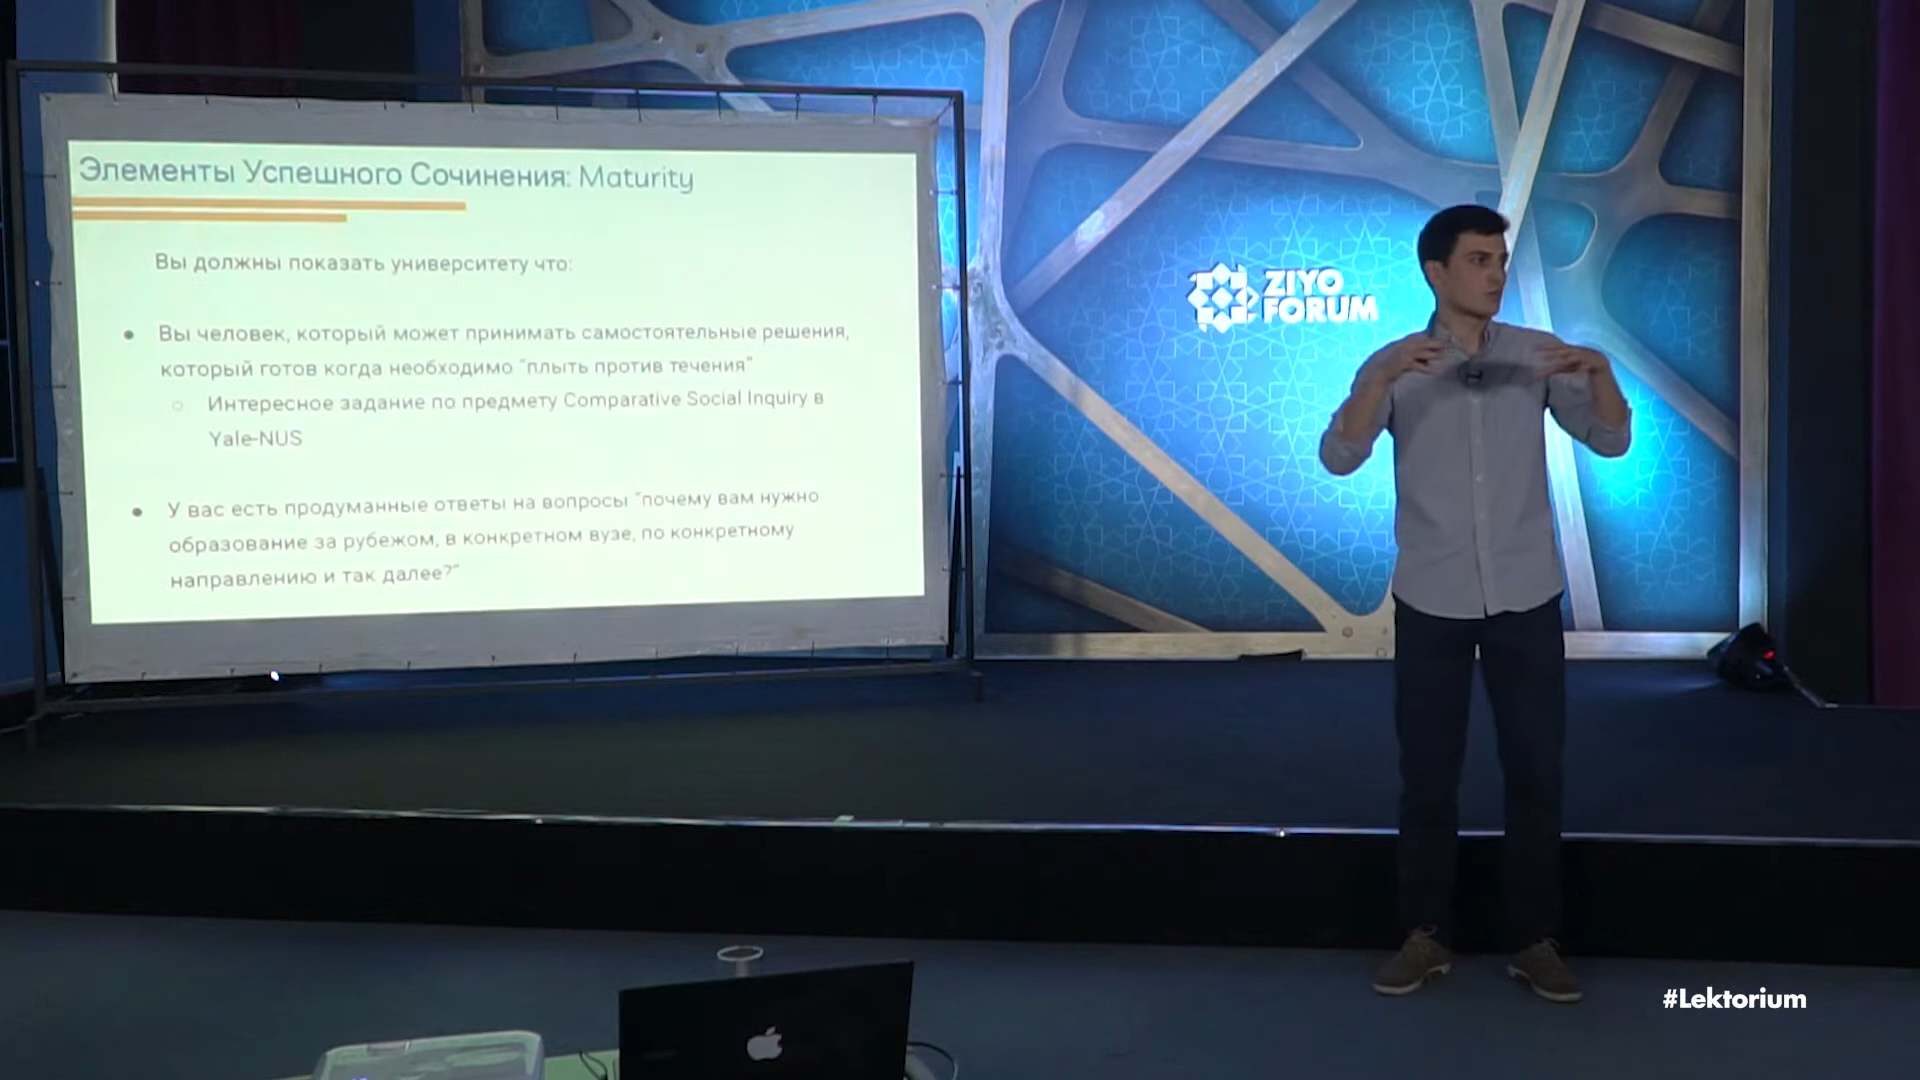 Элементы Успешного Сочинения: Maturity
Вы должны показать университету что:
Вы человек, который может принимать самостоятельные решения,
который готов когда необходимо "плыть против течения"
Интересное задание по предмету Comparative Social Inquiry в
Yale-NUS
У вас есть продуманные ответы на вопросы "почему вам нужно
образование за рубежом, в конкретном вузе, по конкретному
направлению и так далее?"
ZIYO
FORUM
#Lektorium